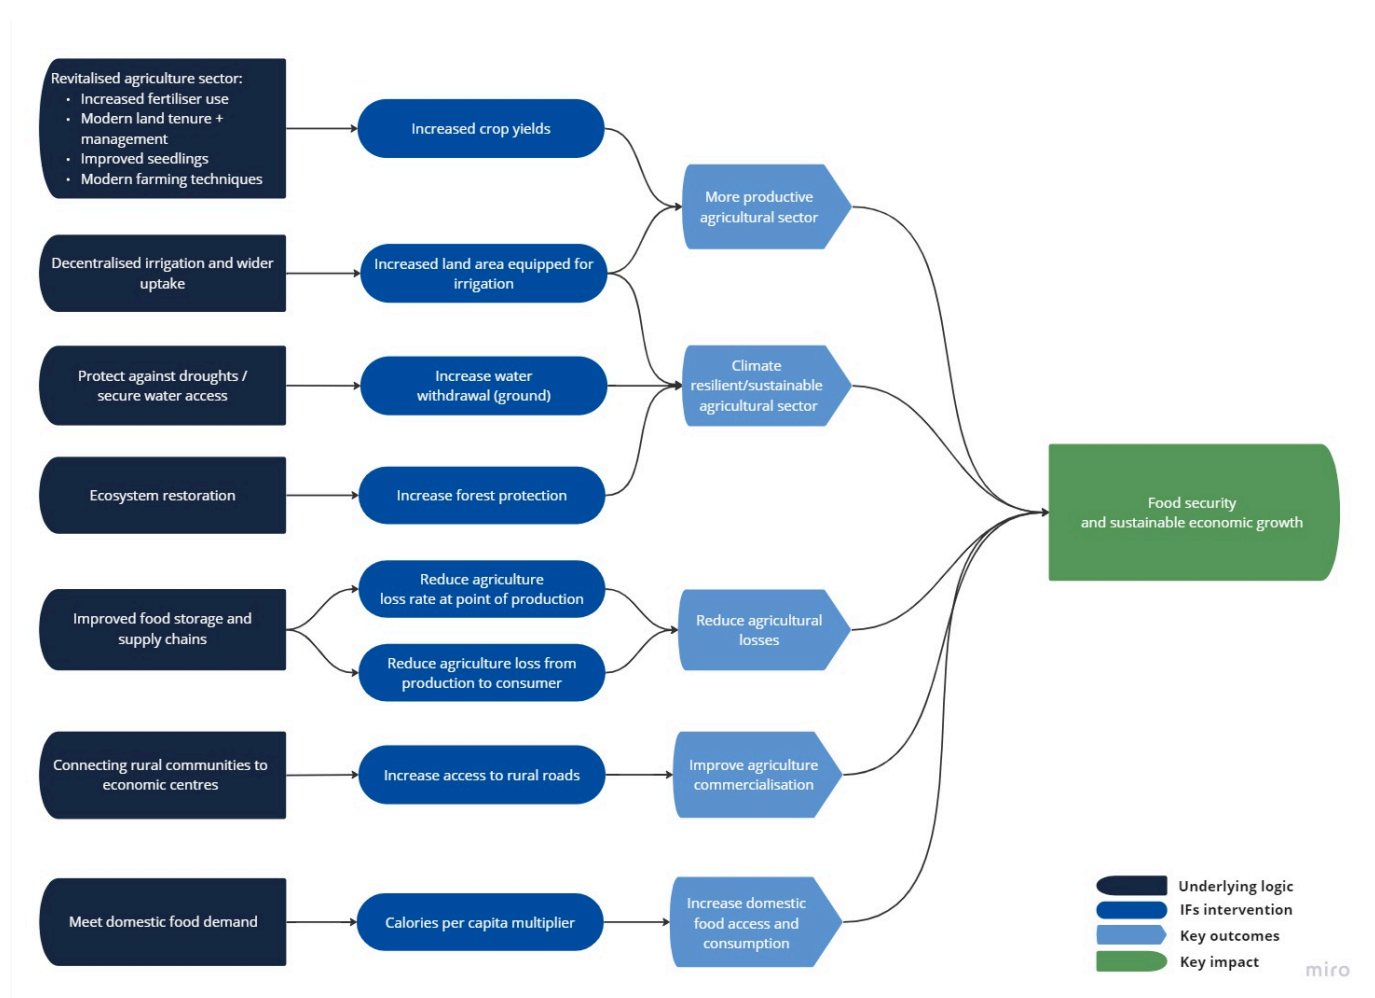 Revitalised agriculture sector:
• Increased fertiliser use
• Modern land tenure +
management
• Improved seedlings
• Modern farming techniques
Increased crop yields
More productive
agricultural sector
Decentralised irrigation and wider
uptake
Increased land area equipped for
irrigation
Protect against droughts /
secure water access
Increase water
withdrawal (ground)
Climate
resilient/sustainable
agricultural sector
Ecosystem restoration
Increase forest protection
Food security
and sustainable economic growth
Improved food storage and
supply chains
Reduce agriculture
loss rate at point of production
Reduce agriculture loss from
production to consumer
Reduce agricultural
losses
Connecting rural communities to
economic centres
Increase access to rural roads
Improve agriculture
commercialisation
Meet domestic food demand
Calories per capita multiplier
Increase domestic
food access and
consumption
Underlying logic
IFs intervention
Key outcomes
Key impact
miro